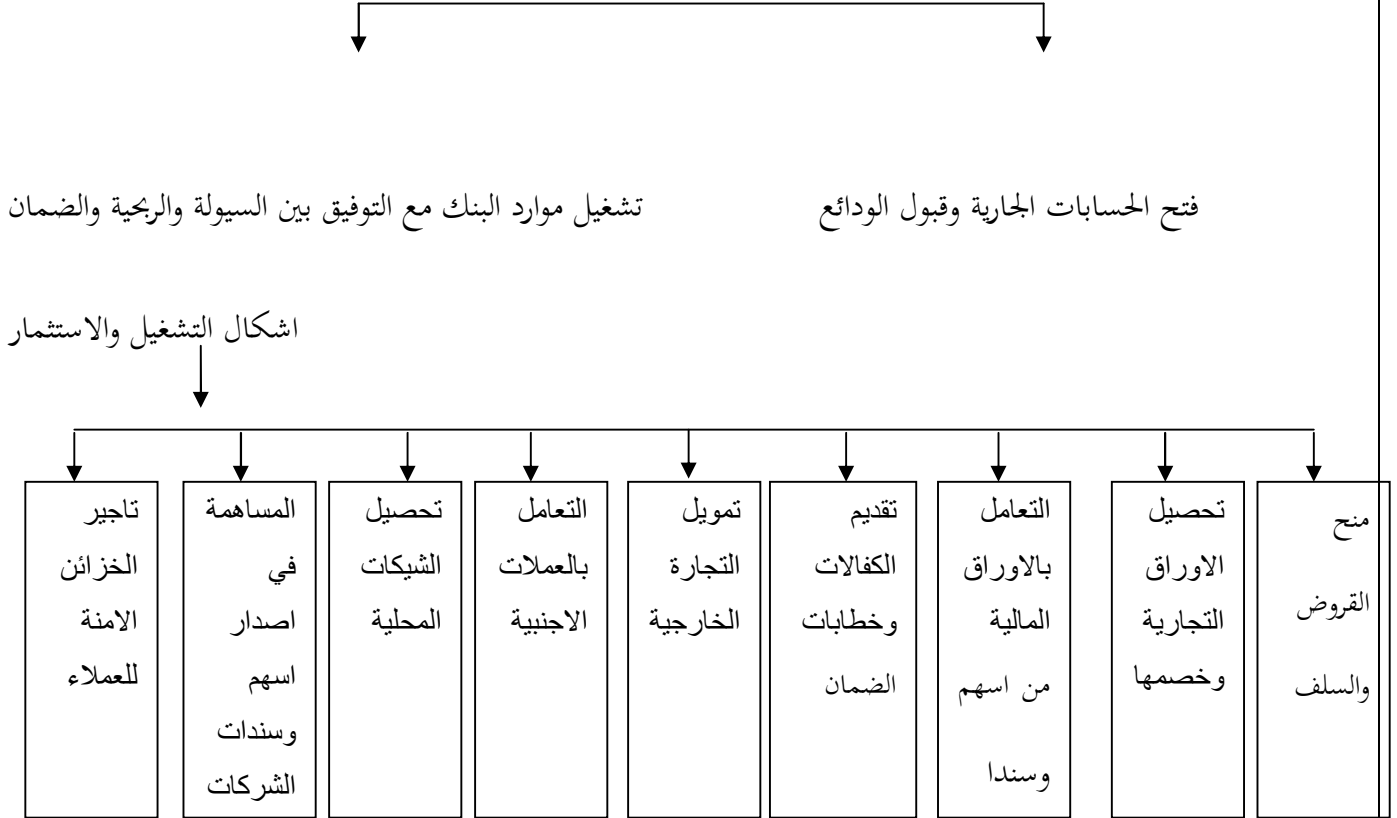 فتح الحسابات الجارية وقبول الودائع
تشغيل موارد البنك مع التوفيق بين السيولة والربحية والضمان
اشكال التشغيل والاستثمار
منح
القروض
والسلف
تحصيل
الاوراق
التجارية
وخصمها
التعامل
بالاوراق
المالية
من اسهم
وسندا
تقديم
الكفالات
وخطابات
الضمان
تمويل
التجارة
الخارجية
التعامل
بالعملات
الاجنبية
تحصيل
الشيكات
المحلية
المساهمة
في
اصدار
اسهم
وسندات
الشركات
تاجير
الخزائن
الامنة
للعملاء